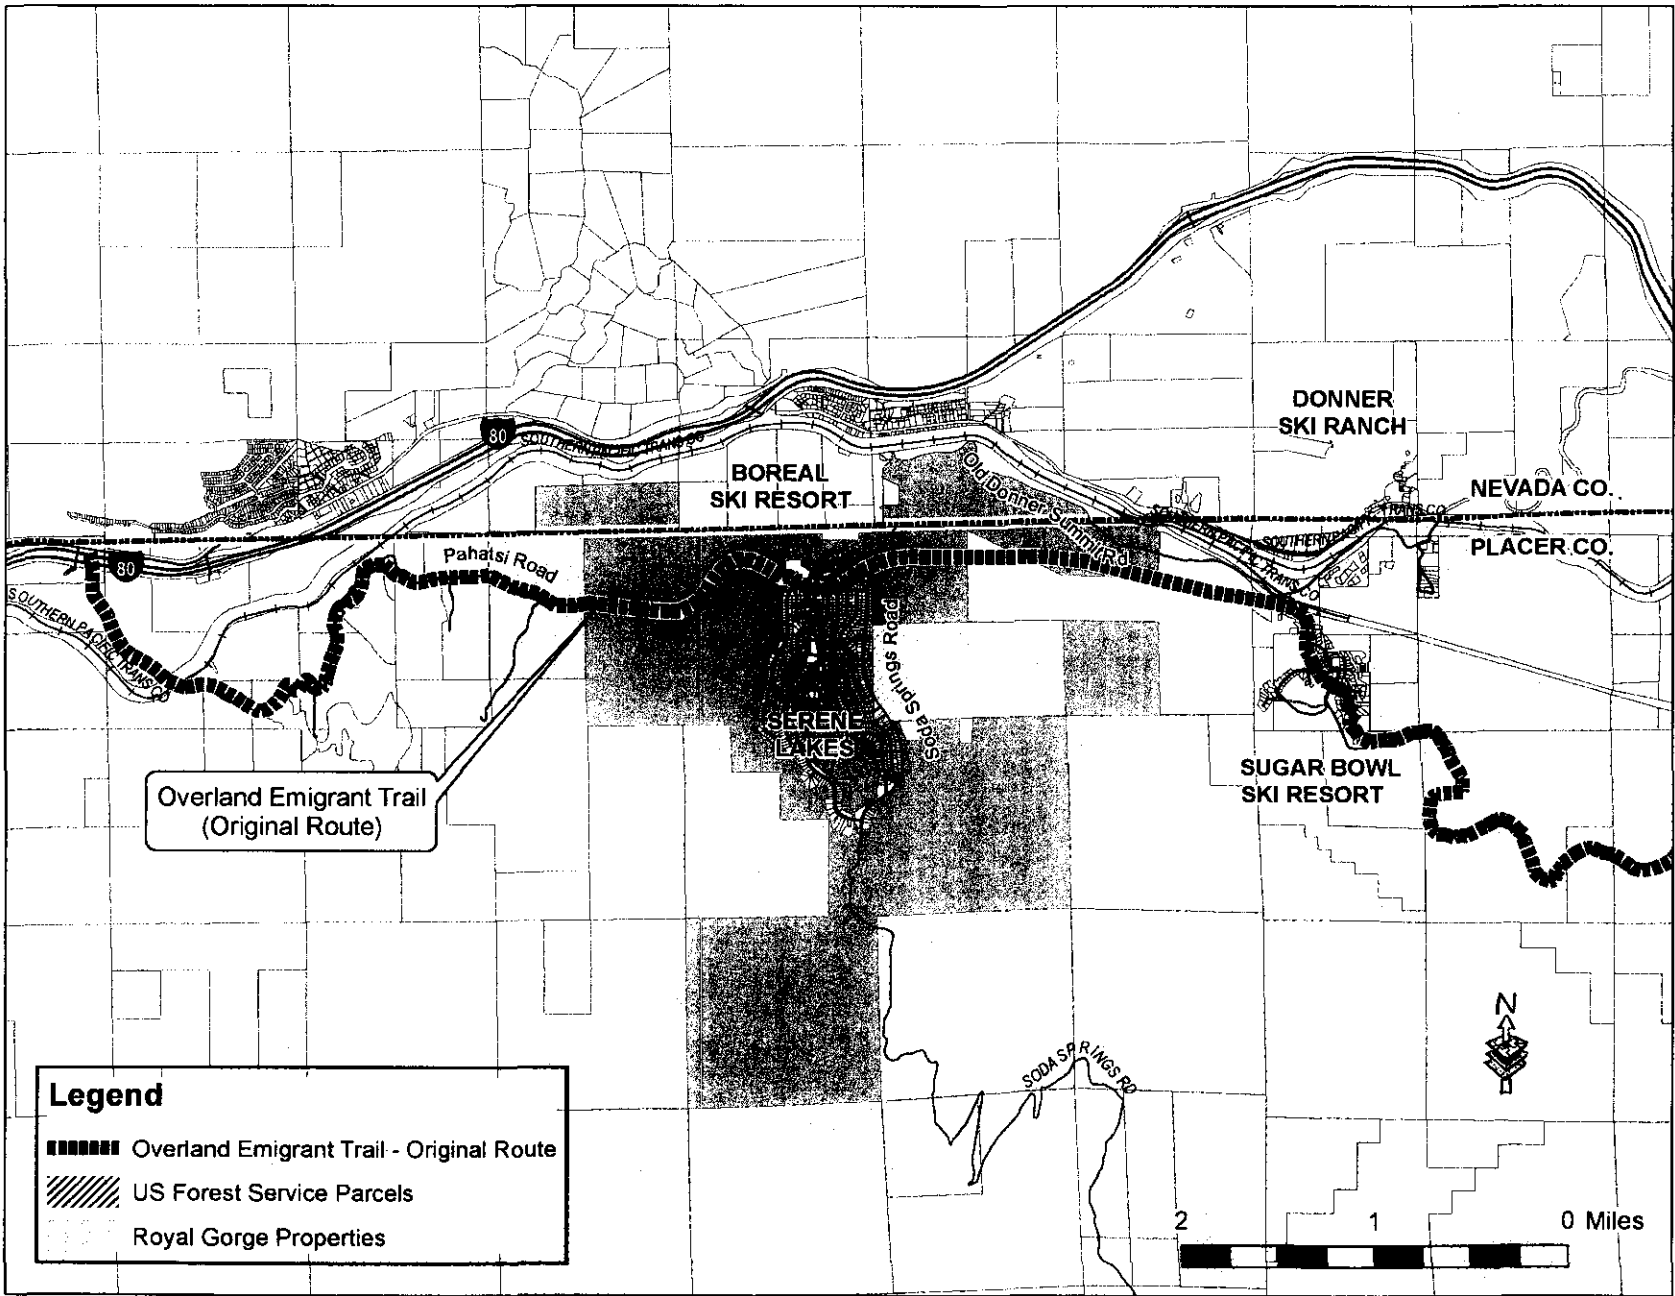 DONNER
SKI RANCH
80
SOUTHERN PACIFIC TRANS CO
BOREAL
SKI RESORT
Old Donner Summit Rd
NEVADA CO.
SOUTHERN PACIFIC TRANS CO
SOUTHERN PACIFIC TRANS CO
PLACER CO.
80
Pahatsi Road
SOUTHERN PACIFIC TRANS CO
Soda Springs Road
SERENE
LAKES
SUGAR BOWL
SKI RESORT
Overland Emigrant Trail
(Original Route)
N
SODA SPRINGS RD
Legend
Overland Emigrant Trail - Original Route
US Forest Service Parcels
Royal Gorge Properties
2 1 0 Miles